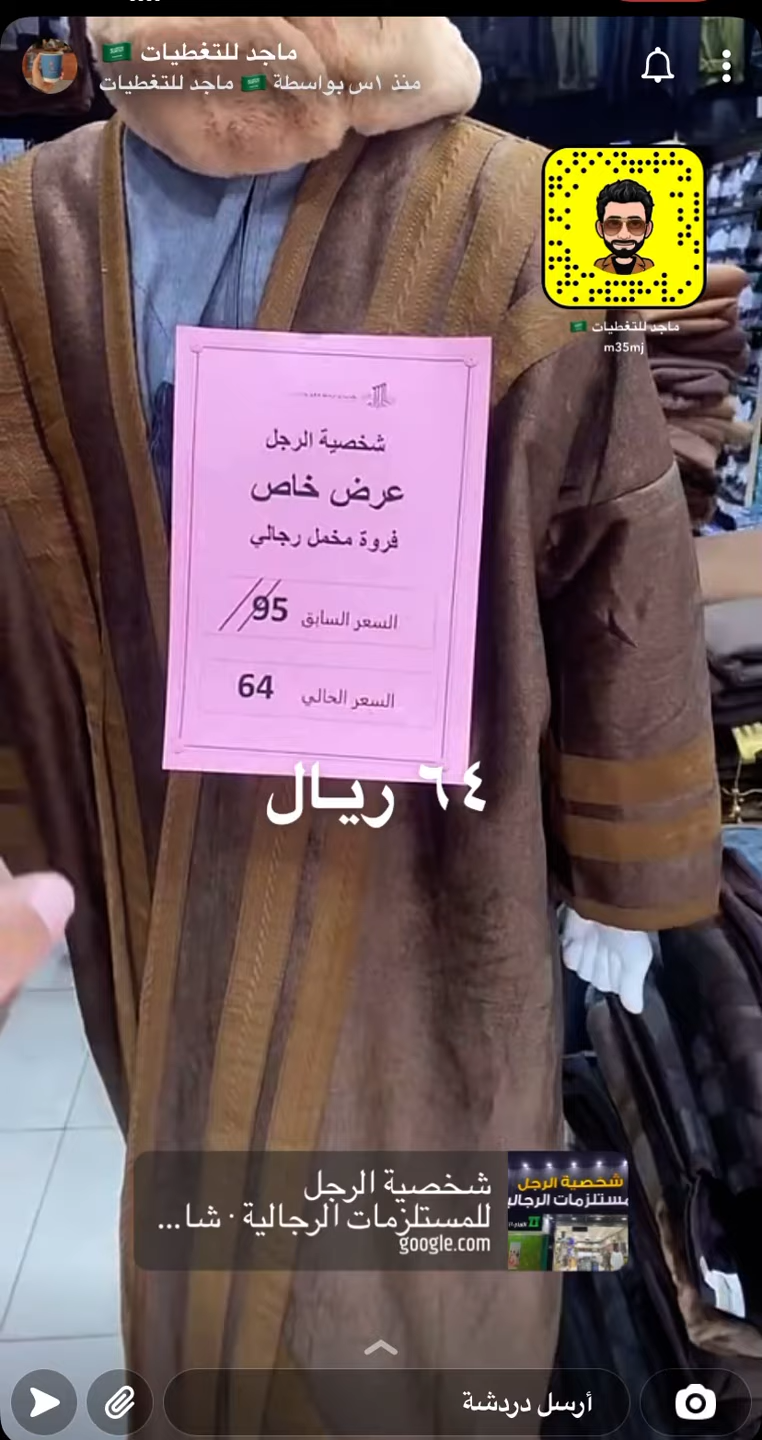 ماجد للتغطيات 🇸🇦
منذ ١س بواسطة 🇸🇦 ماجد للتغطيات
ماجد للتغطيات 🇸🇦
m35mj
شخصية الرجل
عرض خاص
فروة مخمل رجالي
السعر السابق 95
السعر الحالي 64
٦٤ ريال
شخصية الرجل
للمستلزمات الرجالية · شا...
google.com
شخصية الرجل
مستلزمات الرجالي
أرسل دردشة